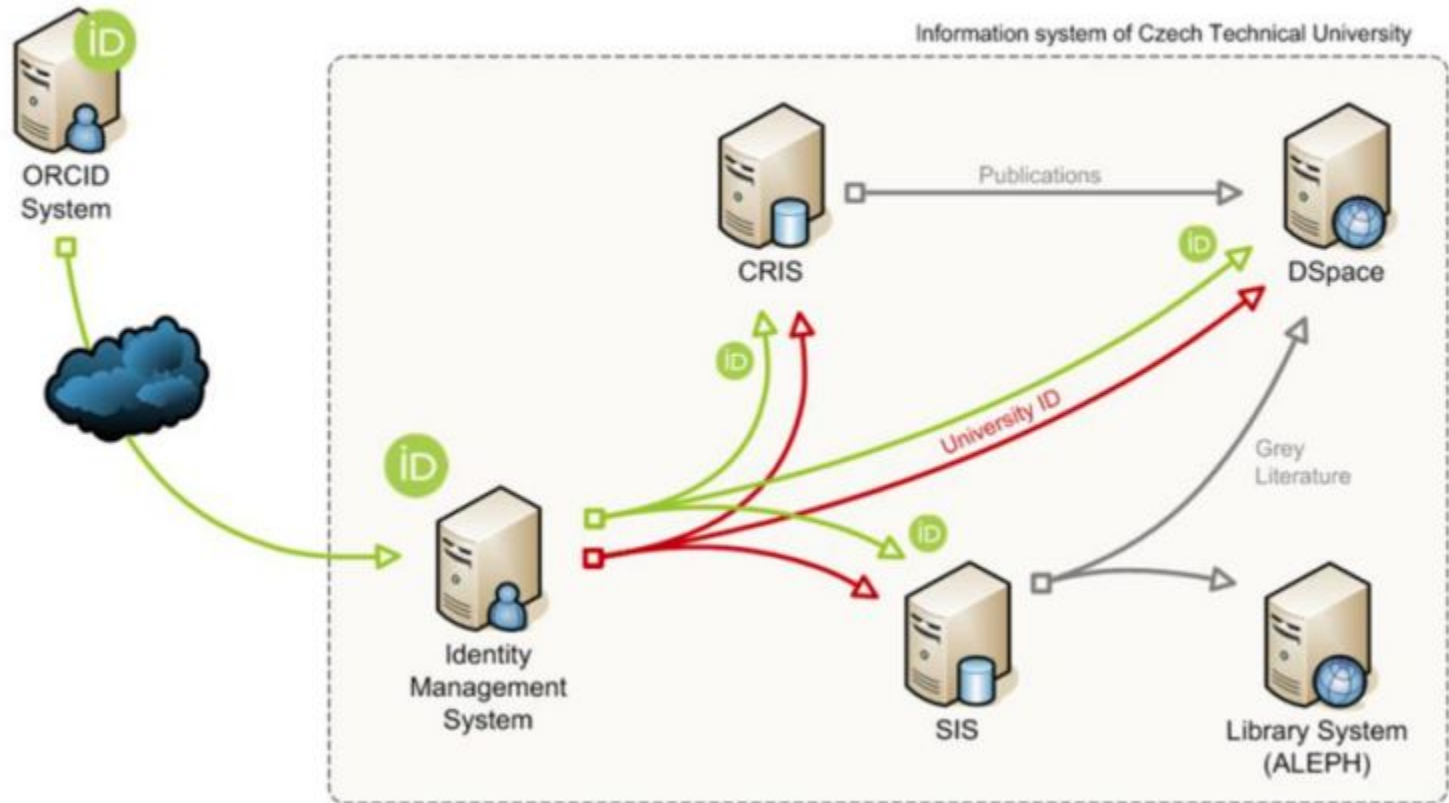 iD
Information system of Czech Technical University
ORCID
System
Publications
CRIS
iD
DSpace
iD
University ID
Grey
Literature
iD
iD
Identity
Management
System
SIS
Library System
(ALEPH)